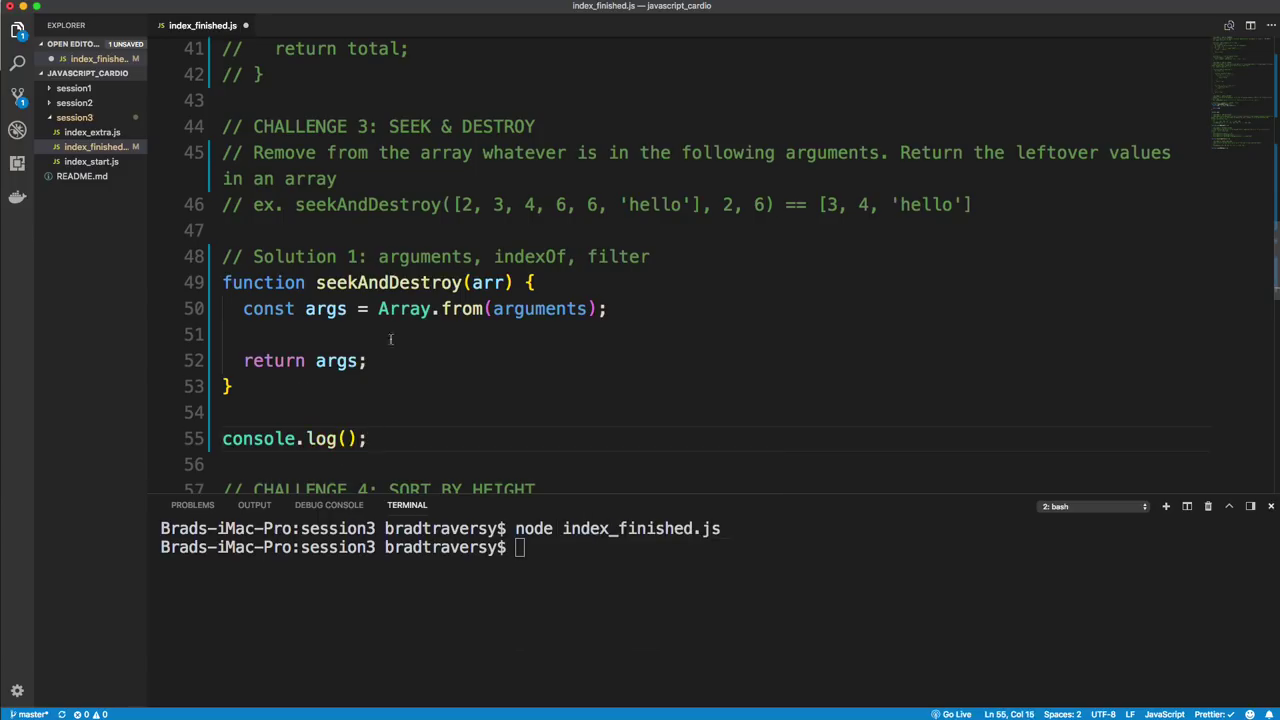 index_finished.js — javascript_cardio
EXPLORER
index_finished.js
OPEN EDITO... 1 UNSAVED
index_finishe... M
JAVASCRIPT_CARDIO
session1
session2
session3
index_extra.js
index_finished... M
index_start.js
README.md
1
1
41 //   return total;
42 // }
43
44 // CHALLENGE 3: SEEK & DESTROY
45 // Remove from the array whatever is in the following arguments. Return the leftover values
in an array
46 // ex. seekAndDestroy([2, 3, 4, 6, 6, 'hello'], 2, 6) == [3, 4, 'hello']
47
48 // Solution 1: arguments, indexOf, filter
49 function seekAndDestroy(arr) {
50   const args = Array.from(arguments);
51
52   return args;
53 }
54
55 console.log();
56
57 // CHALLENGE 4: SORT BY HEIGHT
PROBLEMS OUTPUT DEBUG CONSOLE TERMINAL 2: bash
Brads-iMac-Pro:session3 bradtraversy$ node index_finished.js
Brads-iMac-Pro:session3 bradtraversy$
master* 0 0 Go Live Ln 55, Col 15 Spaces: 2 UTF-8 LF JavaScript Prettier: ✓